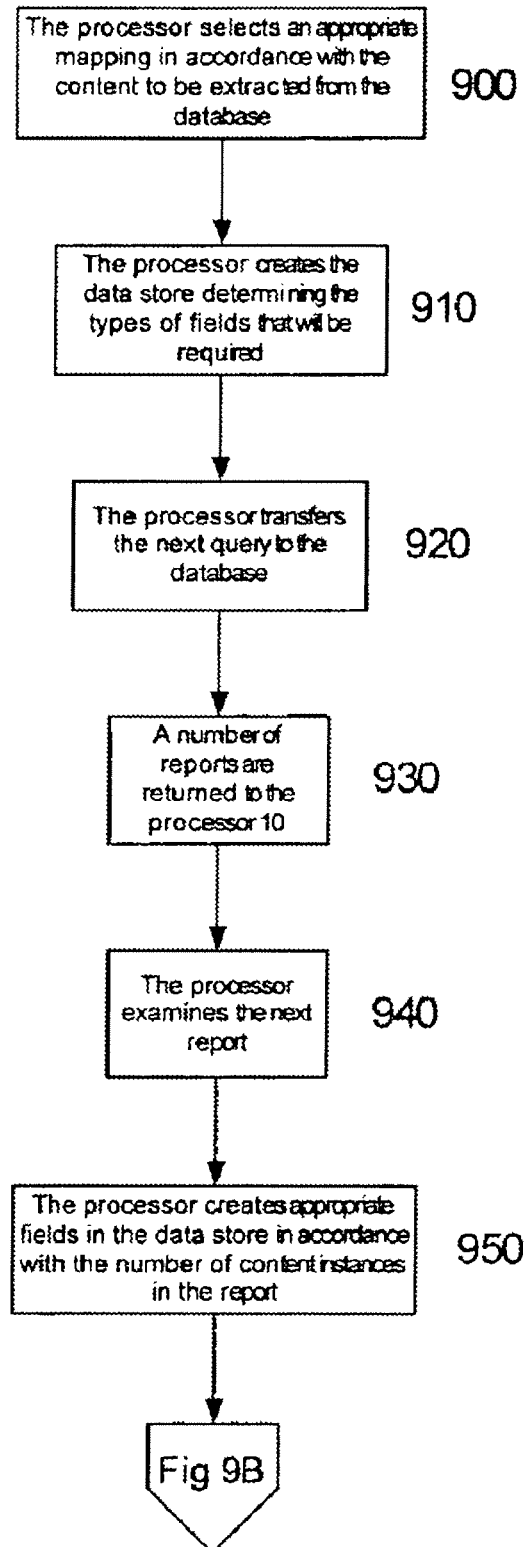 The processor selects an appropriate
mapping in accordance with the
content to be extracted from the
database
900
The processor creates the
data store determining the
types of fields that will be
required
910
The processor transfers
the next query to the
database
920
A number of
reports are
returned to the
processor 10
930
The processor
examines the next
report
940
The processor creates appropriate
fields in the data store in accordance
with the number of content instances
in the report
950
Fig 9B